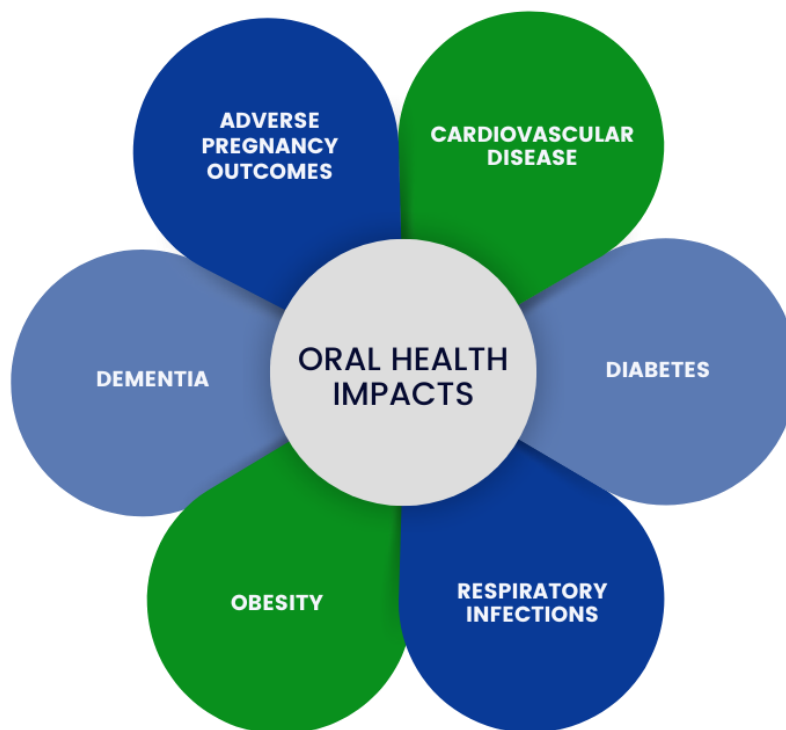 ADVERSE
PREGNANCY
OUTCOMES
CARDIOVASCULAR
DISEASE
DEMENTIA
ORAL HEALTH
IMPACTS
DIABETES
OBESITY
RESPIRATORY
INFECTIONS